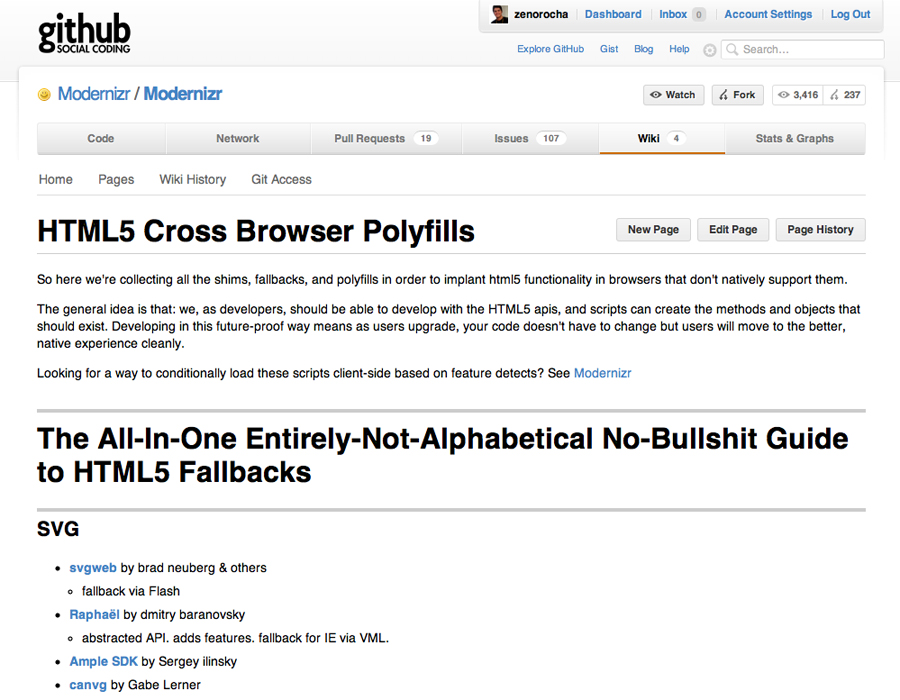 github
SOCIAL CODING
zenorocha Dashboard Inbox 0 Account Settings Log Out
Explore GitHub Gist Blog Help Search...
Modernizr / Modernizr
Watch Fork 3,416 237
Code Network Pull Requests 19 Issues 107 Wiki 4 Stats & Graphs
Home Pages Wiki History Git Access
HTML5 Cross Browser Polyfills
New Page Edit Page Page History
So here we're collecting all the shims, fallbacks, and polyfills in order to implant html5 functionality in browsers that don't natively support them.
The general idea is that: we, as developers, should be able to develop with the HTML5 apis, and scripts can create the methods and objects that
should exist. Developing in this future-proof way means as users upgrade, your code doesn't have to change but users will move to the better,
native experience cleanly.
Looking for a way to conditionally load these scripts client-side based on feature detects? See Modernizr
The All-In-One Entirely-Not-Alphabetical No-Bullshit Guide
to HTML5 Fallbacks
SVG
svgweb by brad neuberg & others
fallback via Flash
Raphaël by dmitry baranovsky
abstracted API. adds features. fallback for IE via VML.
Ample SDK by Sergey ilinsky
canvg by Gabe Lerner